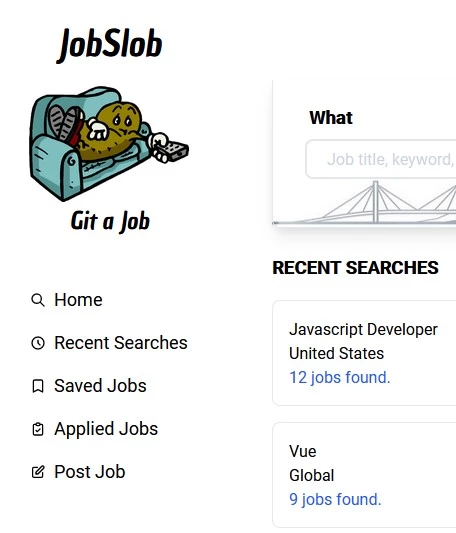 JobSlob
Git a Job
Home
Recent Searches
Saved Jobs
Applied Jobs
Post Job
What
Job title, keyword,
RECENT SEARCHES
Javascript Developer
United States
12 jobs found.
Vue
Global
9 jobs found.